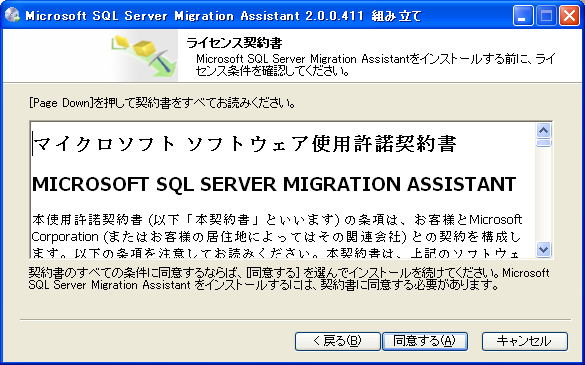 Microsoft SQL Server Migration Assistant 2.0.0.411 組み立て
ライセンス契約書
Microsoft SQL Server Migration Assistantをインストールする前に、ライ
センス条件を確認してください。
[Page Down]を押して契約書をすべてお読みください。
マイクロソフト ソフトウェア使用許諾契約書
MICROSOFT SQL SERVER MIGRATION ASSISTANT
本使用許諾契約書 (以下「本契約書」といいます) の条項は、お客様とMicrosoft
Corporation (またはお客様の居住地によってはその関連会社) との契約を構成し
ます。以下の条項を注意してお読みください。本契約書は、上記のソフトウェ
契約書のすべての条件に同意するならば、[同意する] を選んでインストールを続けてください。Microsoft
SQL Server Migration Assistant をインストールするには、契約書に同意する必要があります。
< 戻る(B)
同意する(A)
キャンセル